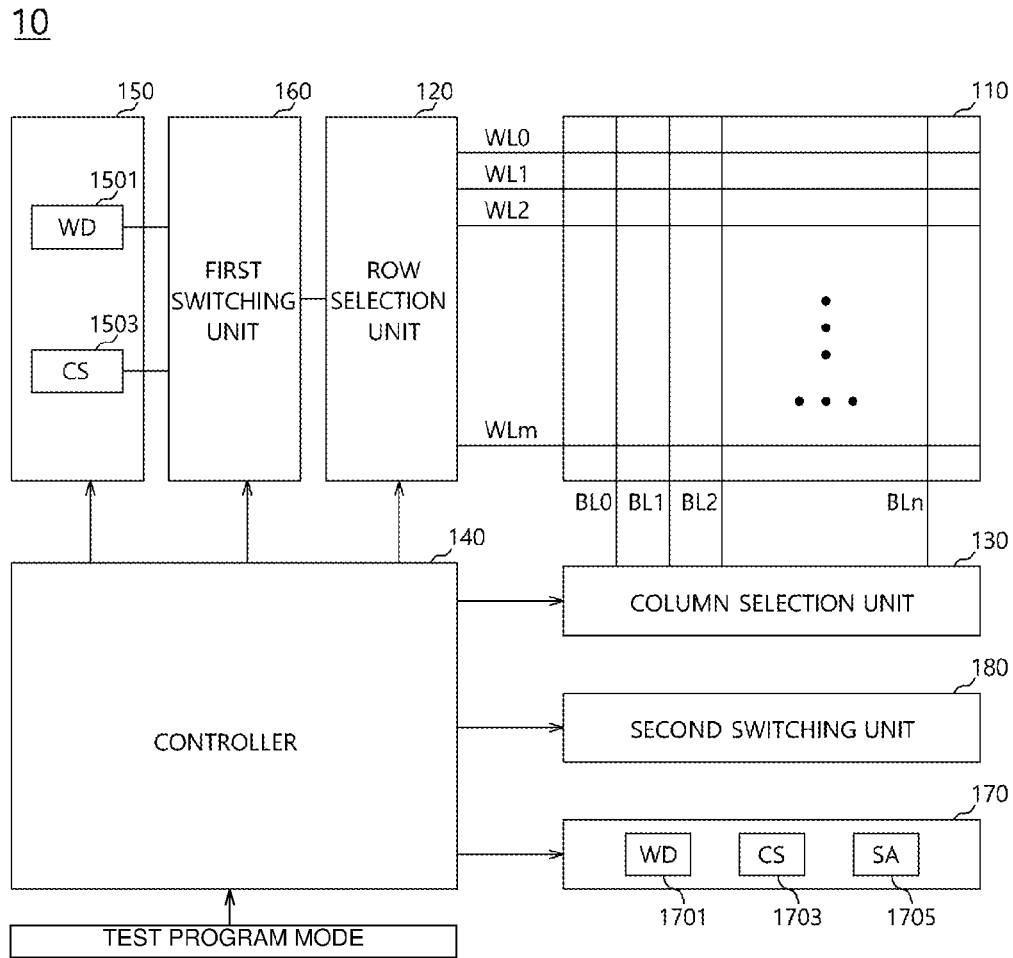 10
150
160
120
110
WL0
WL1
WL2
1501
WD
FIRST
SWITCHING
UNIT
ROW
SELECTION
UNIT
1503
CS
WLm
BL0
BL1
BL2
BLn
140
130
CONTROLLER
COLUMN SELECTION UNIT
180
SECOND SWITCHING UNIT
170
WD
CS
SA
1701
1703
1705
TEST PROGRAM MODE